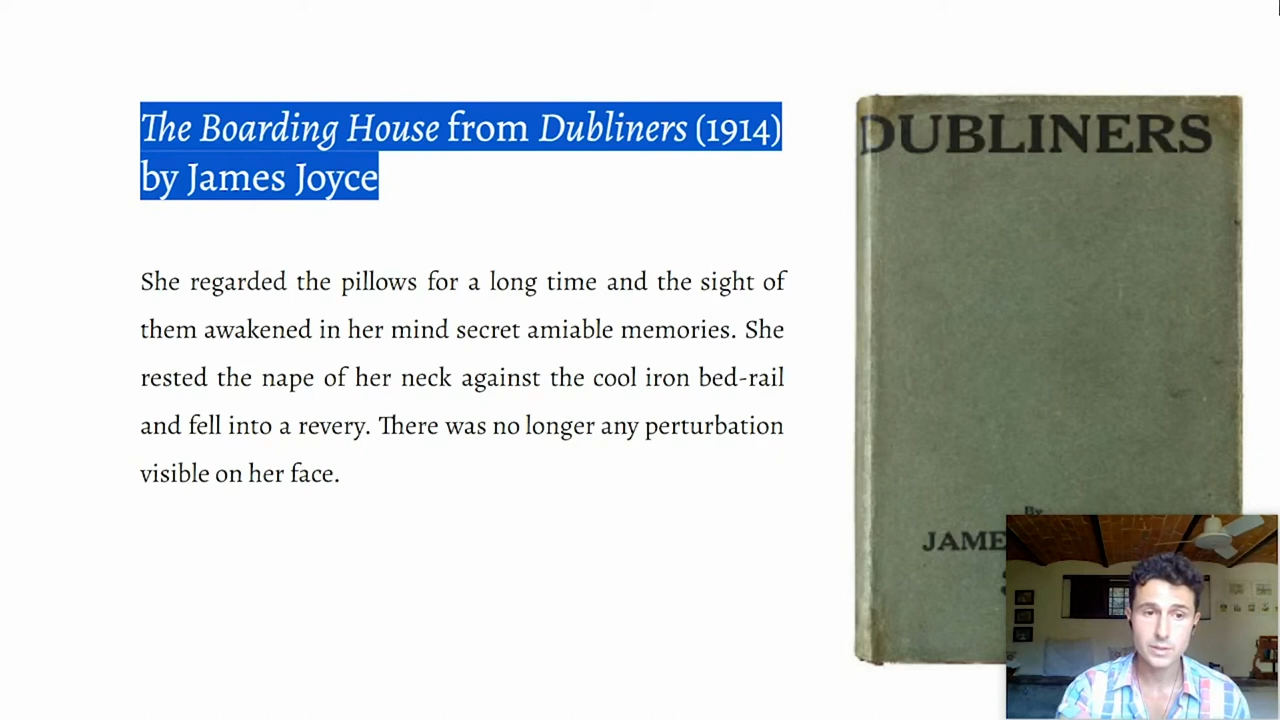 The Boarding House from Dubliners (1914)
by James Joyce
She regarded the pillows for a long time and the sight of
them awakened in her mind secret amiable memories. She
rested the nape of her neck against the cool iron bed-rail
and fell into a revery. There was no longer any perturbation
visible on her face.
DUBLINERS
By
JAME